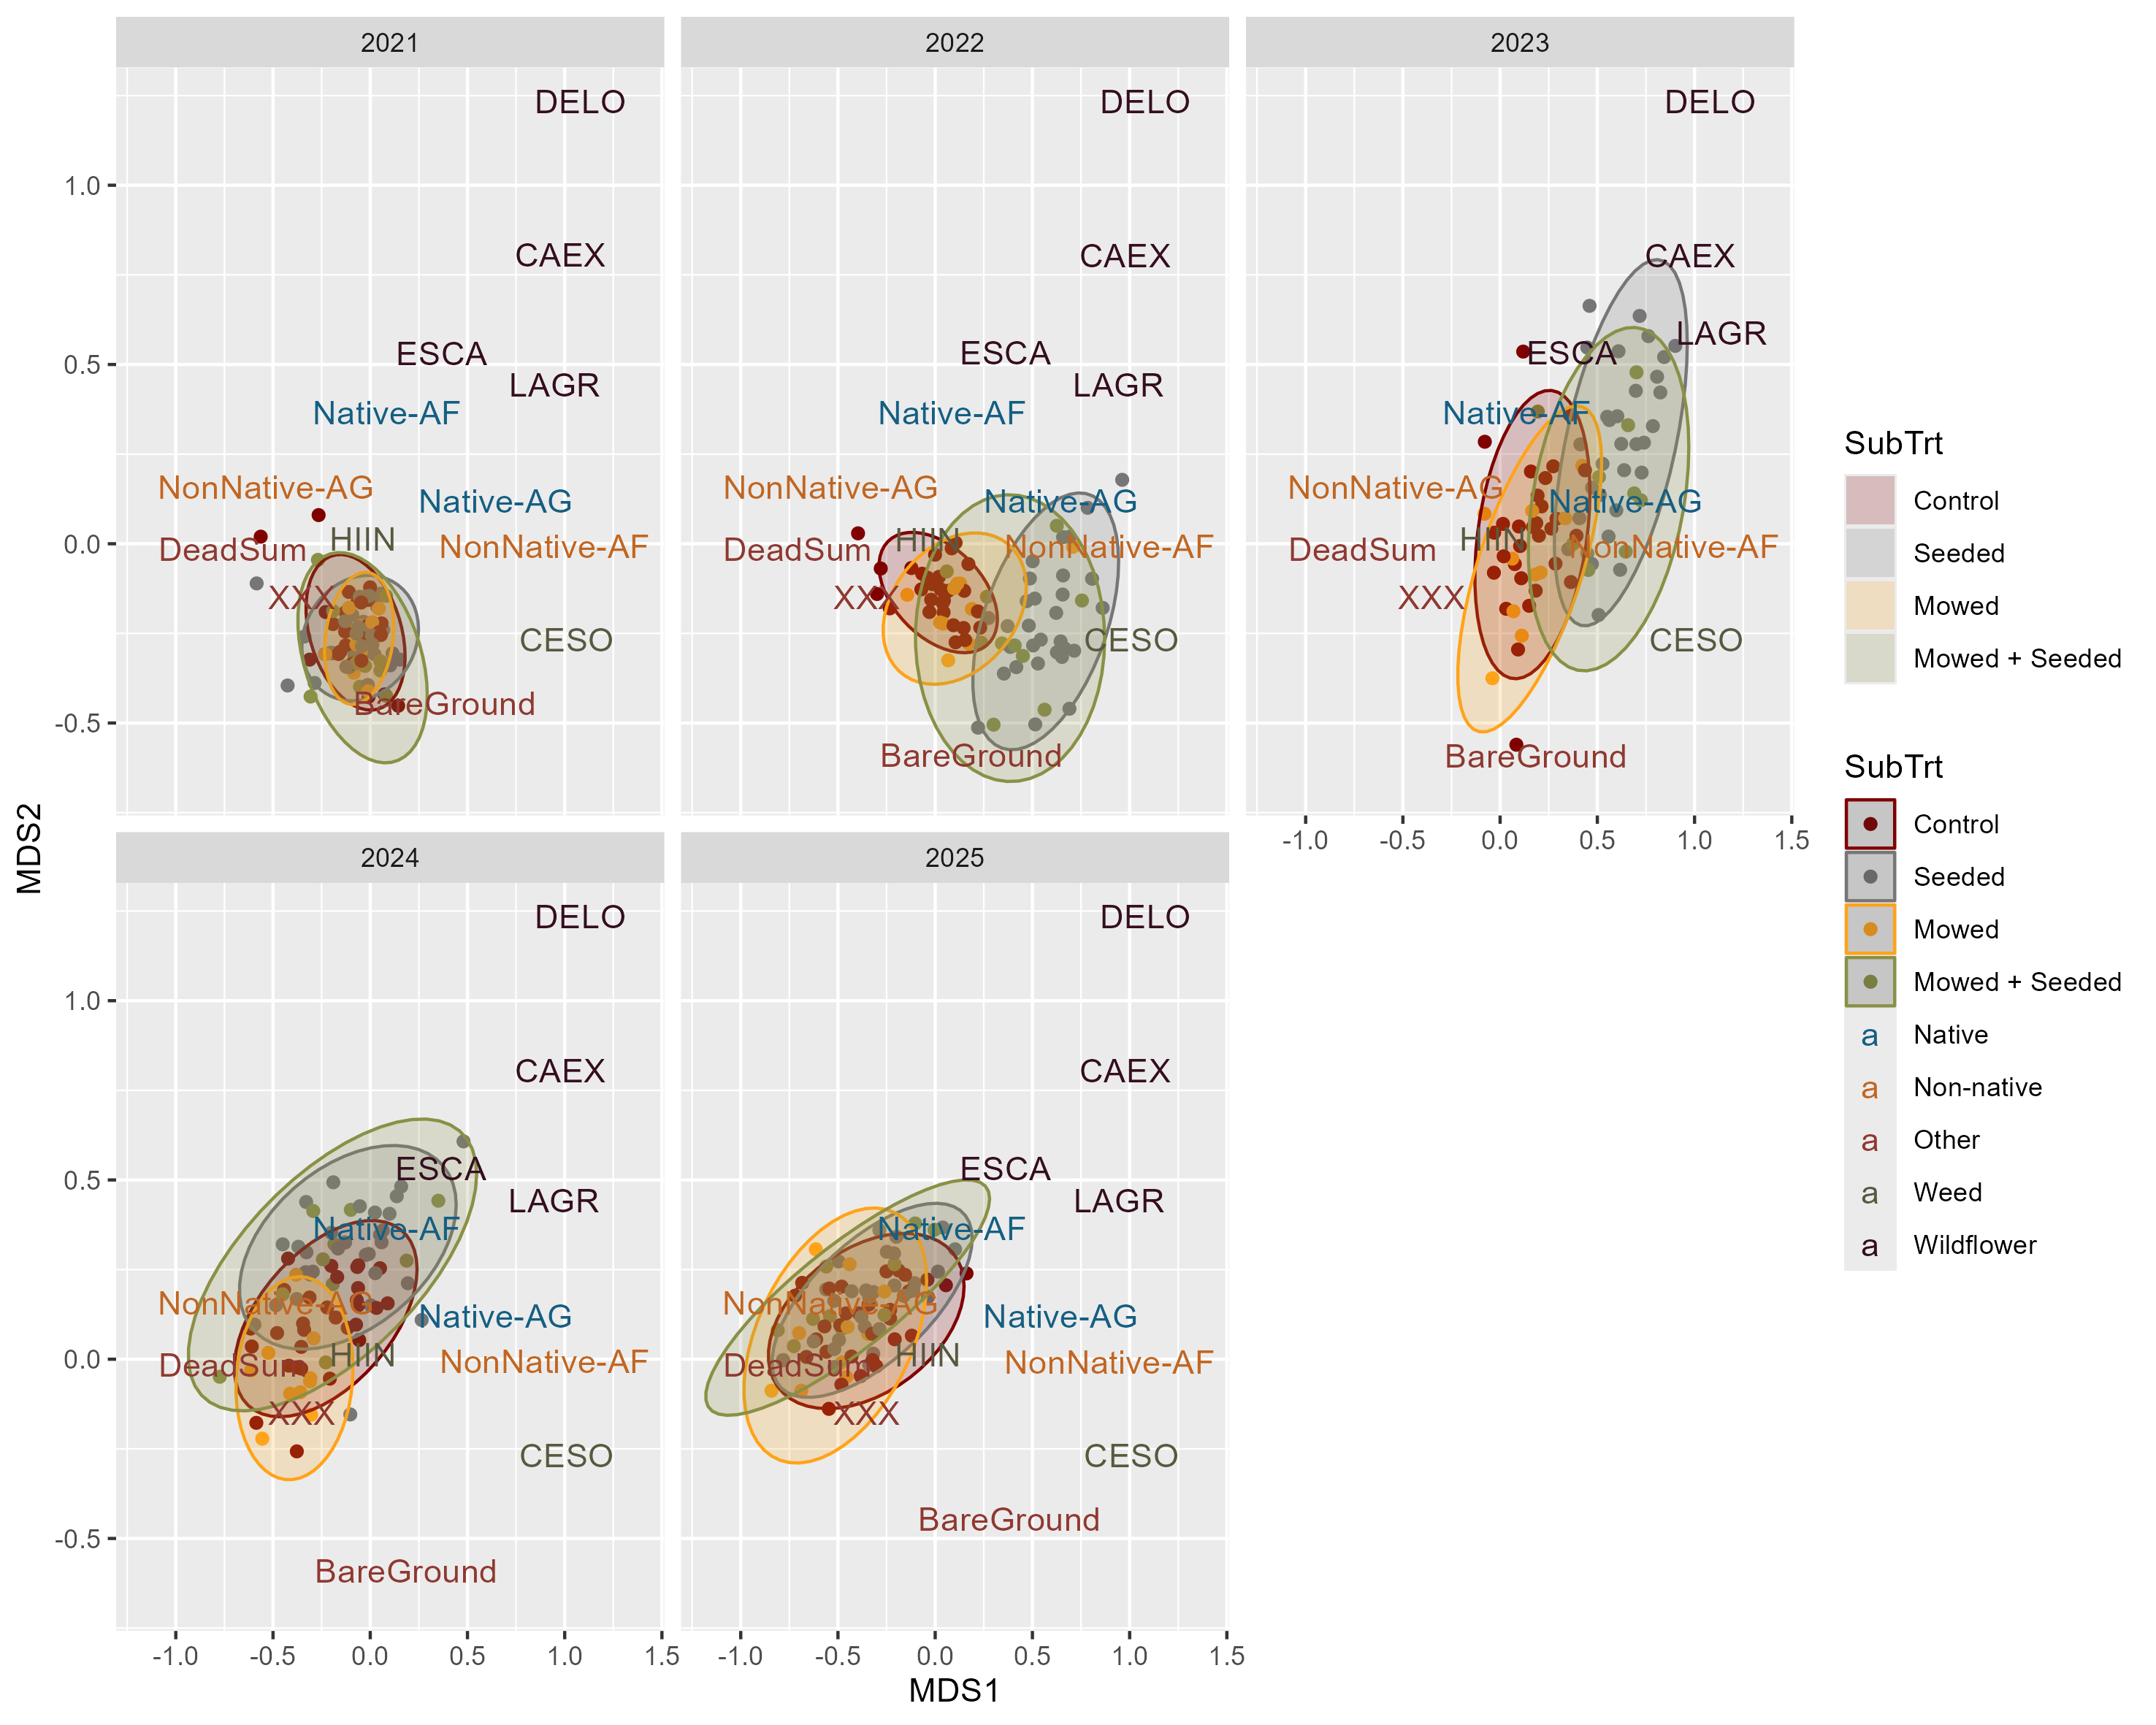 2021
2022
2023
DELO
DELO
DELO
1.0
CAEX
CAEX
CAEX
LAGR
0.5
ESCA
ESCA
ESCA
LAGR
LAGR
Native-AF
Native-AF
Native-AF
NonNative-AG
NonNative-AG
NonNative-AG
Native-AG
Native-AG
Native-AG
0.0
HIIN
HIIN
HIIN
DeadSum
NonNative-AF
DeadSum
NonNative-AF
DeadSum
NonNative-AF
XXX
XXX
XXX
CESO
CESO
CESO
-0.5
BareGround
BareGround
BareGround
-1.0 -0.5 0.0 0.5 1.0 1.5
MDS2
2024
2025
DELO
DELO
1.0
CAEX
CAEX
0.5
ESCA
ESCA
LAGR
LAGR
Native-AF
Native-AF
NonNative-AG
NonNative-AG
Native-AG
Native-AG
0.0
HIIN
HIIN
DeadSum
NonNative-AF
DeadSum
NonNative-AF
XXX
XXX
CESO
CESO
BareGround
-0.5
BareGround
-1.0 -0.5 0.0 0.5 1.0 1.5
-1.0 -0.5 0.0 0.5 1.0 1.5
MDS1
SubTrt
Control
Seeded
Mowed
Mowed + Seeded
SubTrt
Control
Seeded
Mowed
Mowed + Seeded
a Native
a Non-native
a Other
a Weed
a Wildflower